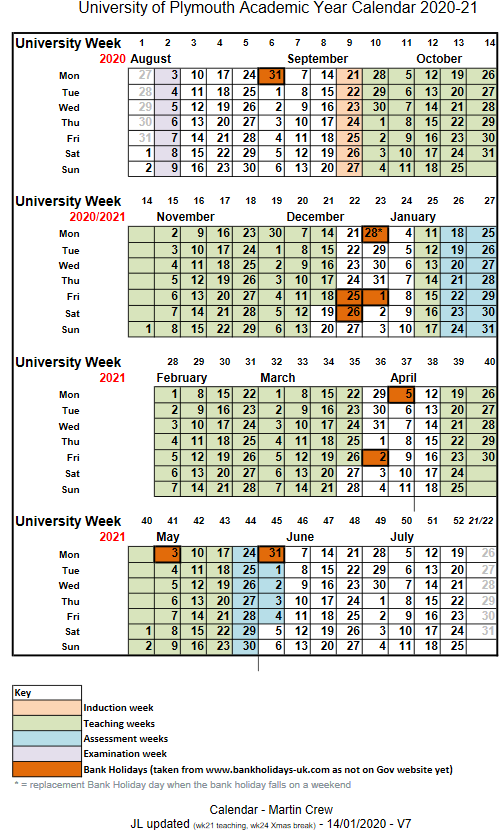 University of Plymouth Academic Year Calendar 2020-21
University Week 1 2 3 4 5 6 7 8 9 10 11 12 13 14
2020 August September October
Mon 27 3 10 17 24 31 7 14 21 28 5 12 19 26
Tue 28 4 11 18 25 1 8 15 22 29 6 13 20 27
Wed 29 5 12 19 26 2 9 16 23 30 7 14 21 28
Thu 30 6 13 20 27 3 10 17 24 1 8 15 22 29
Fri 31 7 14 21 28 4 11 18 25 2 9 16 23 30
Sat 1 8 15 22 29 5 12 19 26 3 10 17 24 31
Sun 2 9 16 23 30 6 13 20 27 4 11 18 25
University Week 14 15 16 17 18 19 20 21 22 23 24 25 26 27
2020/2021 November December January
Mon 2 9 16 23 30 7 14 21 28* 4 11 18 25
Tue 3 10 17 24 1 8 15 22 29 5 12 19 26
Wed 4 11 18 25 2 9 16 23 30 6 13 20 27
Thu 5 12 19 26 3 10 17 24 31 7 14 21 28
Fri 6 13 20 27 4 11 18 25 1 8 15 22 29
Sat 7 14 21 28 5 12 19 26 2 9 16 23 30
Sun 1 8 15 22 29 6 13 20 27 3 10 17 24 31
University Week 28 29 30 31 32 33 34 35 36 37 38 39 40
2021 February March April
Mon 1 8 15 22 1 8 15 22 29 5 12 19 26
Tue 2 9 16 23 2 9 16 23 30 6 13 20 27
Wed 3 10 17 24 3 10 17 24 31 7 14 21 28
Thu 4 11 18 25 4 11 18 25 1 8 15 22 29
Fri 5 12 19 26 5 12 19 26 2 9 16 23 30
Sat 6 13 20 27 6 13 20 27 3 10 17 24
Sun 7 14 21 28 7 14 21 28 4 11 18 25
University Week 40 41 42 43 44 45 46 47 48 49 50 51 52 21/22
2021 May June July
Mon 3 10 17 24 31 7 14 21 28 5 12 19 26
Tue 4 11 18 25 1 8 15 22 29 6 13 20 27
Wed 5 12 19 26 2 9 16 23 30 7 14 21 28
Thu 6 13 20 27 3 10 17 24 1 8 15 22 29
Fri 7 14 21 28 4 11 18 25 2 9 16 23 30
Sat 1 8 15 22 29 5 12 19 26 3 10 17 24 31
Sun 2 9 16 23 30 6 13 20 27 4 11 18 25
Key
Induction week
Teaching weeks
Assessment weeks
Examination week
Bank Holidays (taken from www.bankholidays-uk.com as not on Gov website yet)
* = replacement Bank Holiday day when the bank holiday falls on a weekend
Calendar - Martin Crew
JL updated (wk21 teaching, wk24 Xmas break) - 14/01/2020 - V7